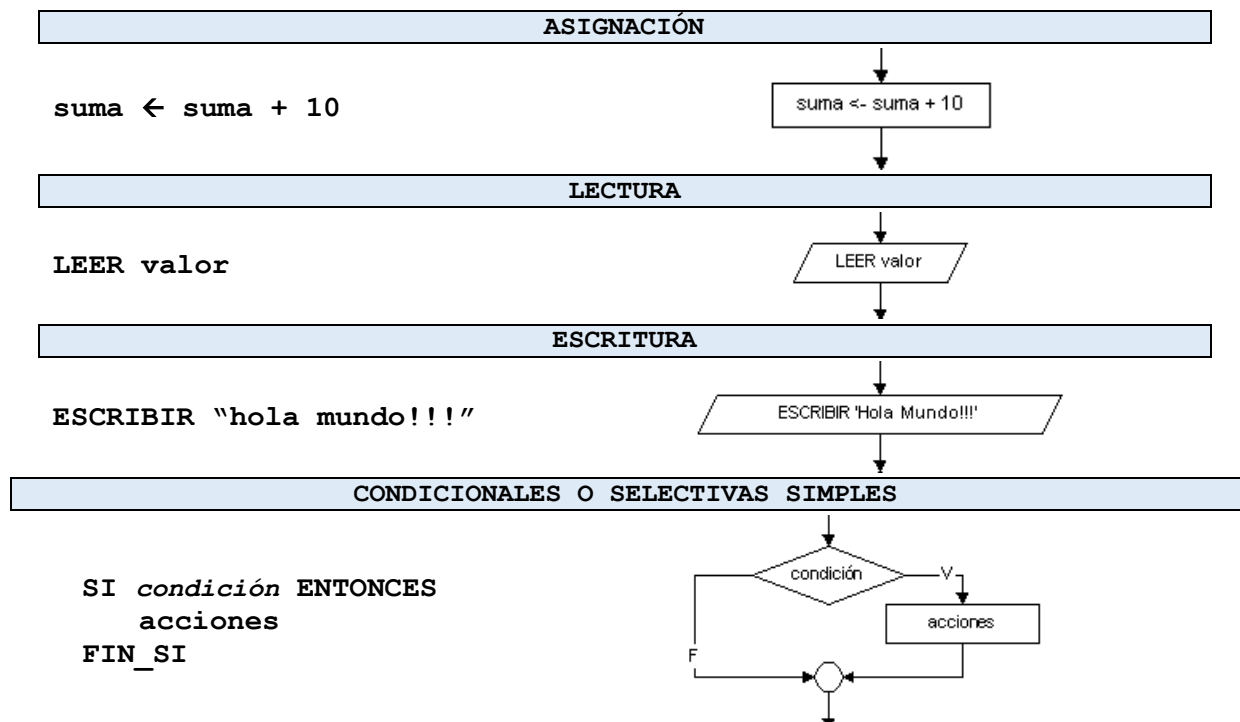 ASIGNACIÓN
suma ← suma + 10
suma <- suma + 10
LECTURA
LEER valor
LEER valor
ESCRITURA
ESCRIBIR “hola mundo!!!”
ESCRIBIR 'Hola Mundo!!!'
CONDICIONALES O SELECTIVAS SIMPLES
SI condición ENTONCES
acciones
FIN_SI
condición
V
acciones
F